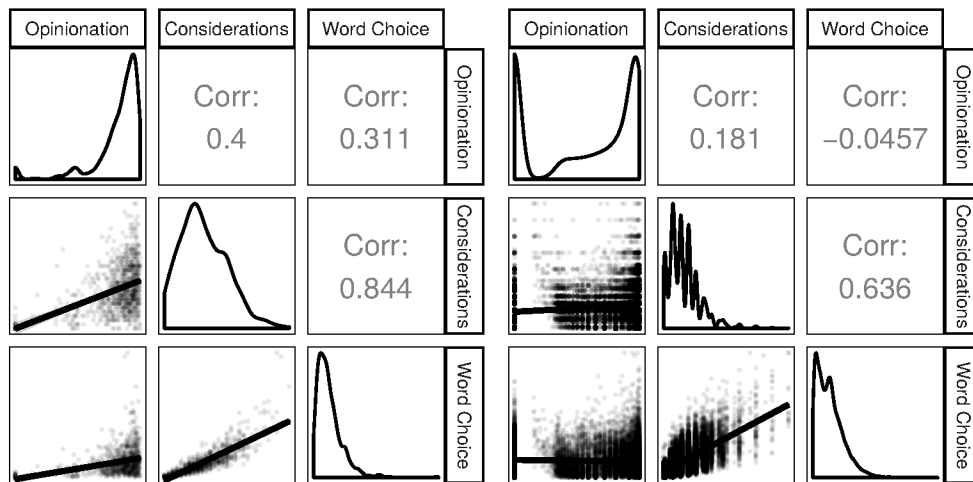 Opinionation Considerations Word Choice Opinionation Considerations Word Choice
Corr: Corr: Opinionation Corr: Corr: Opinionation
0.4 0.311 0.181 −0.0457
Corr: Considerations Corr: Considerations
0.844 0.636
Word Choice Word Choice